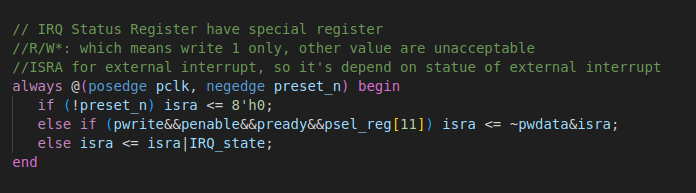 // IRQ Status Register have special register
//R/W*: which means write 1 only, other value are unacceptable
//ISRA for external interrupt, so it's depend on statue of external interrupt
always @(posedge pclk, negedge preset_n) begin
if (!preset_n) isra <= 8'h0;
else if (pwrite&&penable&&pready&&psel_reg[11]) isra <= ~pwdata&isra;
else isra <= isra|IRQ_state;
end